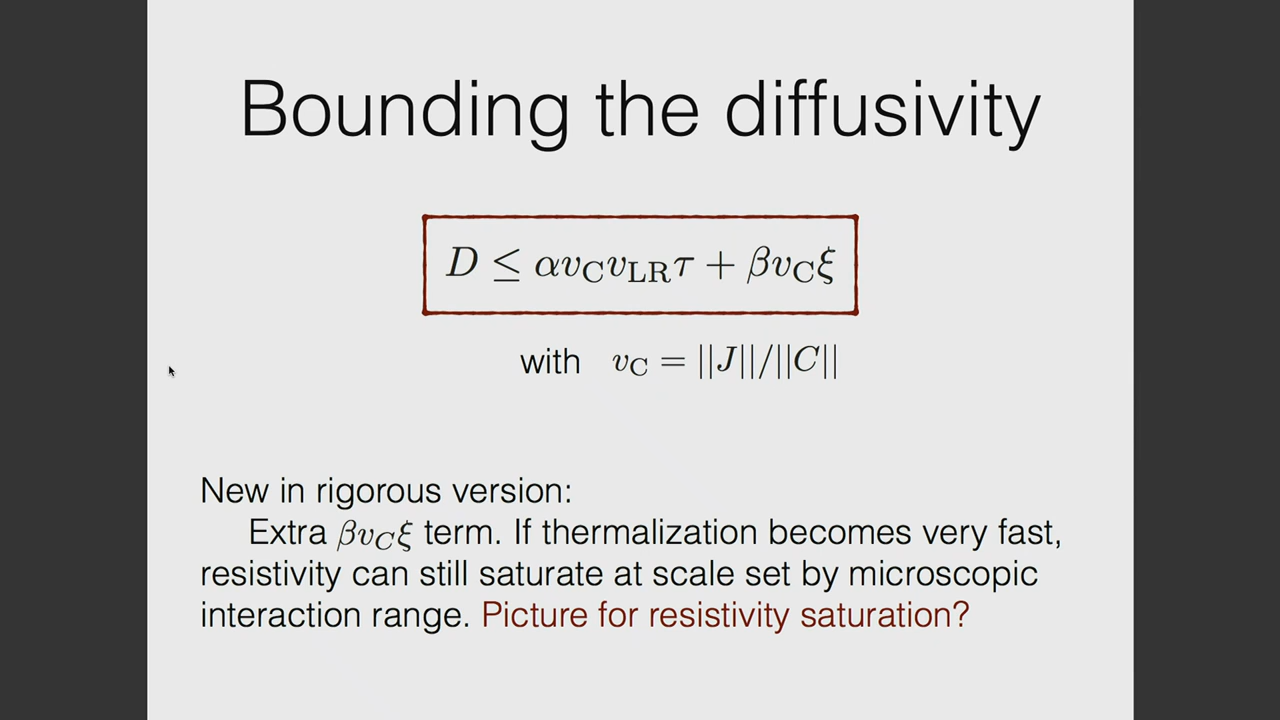 Bounding the diffusivity
D ≤ αv_C v_LR τ + βv_C ξ
with v_C = ||J||/||C||
New in rigorous version:
Extra βv_C ξ term. If thermalization becomes very fast,
resistivity can still saturate at scale set by microscopic
interaction range. Picture for resistivity saturation?